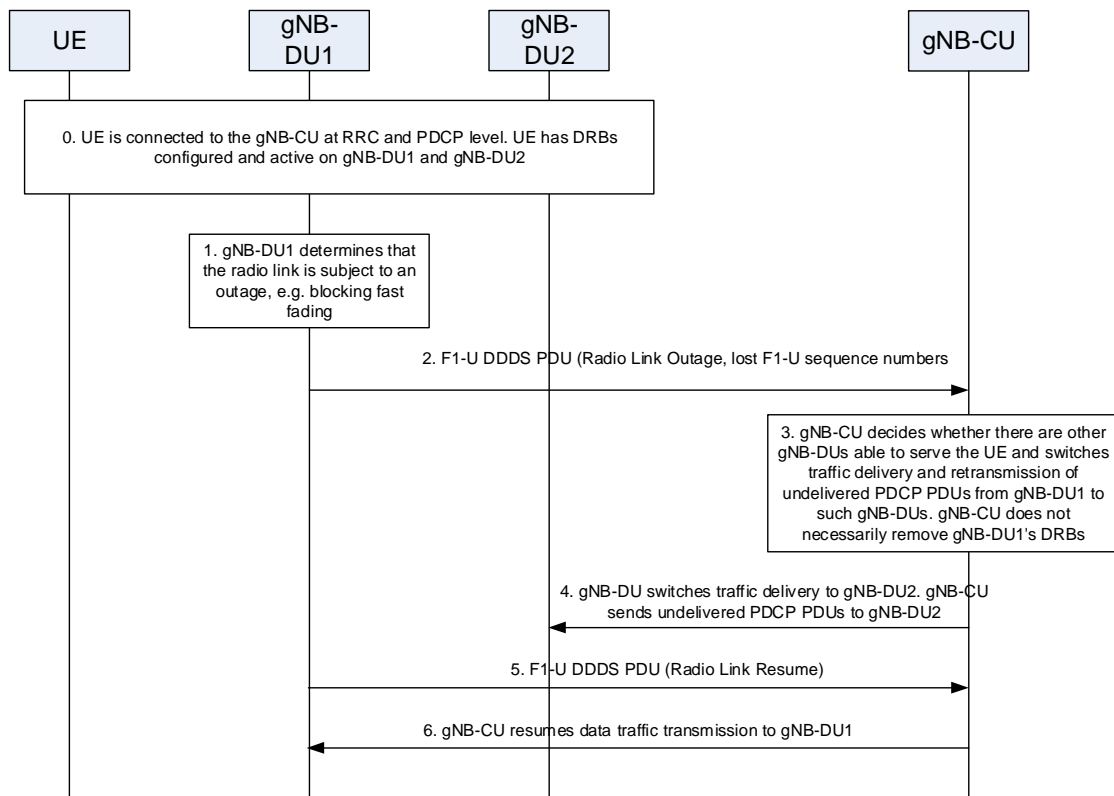 UE
gNB-
DU1
gNB-
DU2
gNB-CU
0. UE is connected to the gNB-CU at RRC and PDCP level. UE has DRBs
configured and active on gNB-DU1 and gNB-DU2
1. gNB-DU1 determines that
the radio link is subject to an
outage, e.g. blocking fast
fading
2. F1-U DDDS PDU (Radio Link Outage, lost F1-U sequence numbers
3. gNB-CU decides whether there are other
gNB-DUs able to serve the UE and switches
traffic delivery and retransmission of
undelivered PDCP PDUs from gNB-DU1 to
such gNB-DUs. gNB-CU does not
necessarily remove gNB-DU1's DRBs
4. gNB-DU switches traffic delivery to gNB-DU2. gNB-CU
sends undelivered PDCP PDUs to gNB-DU2
5. F1-U DDDS PDU (Radio Link Resume)
6. gNB-CU resumes data traffic transmission to gNB-DU1